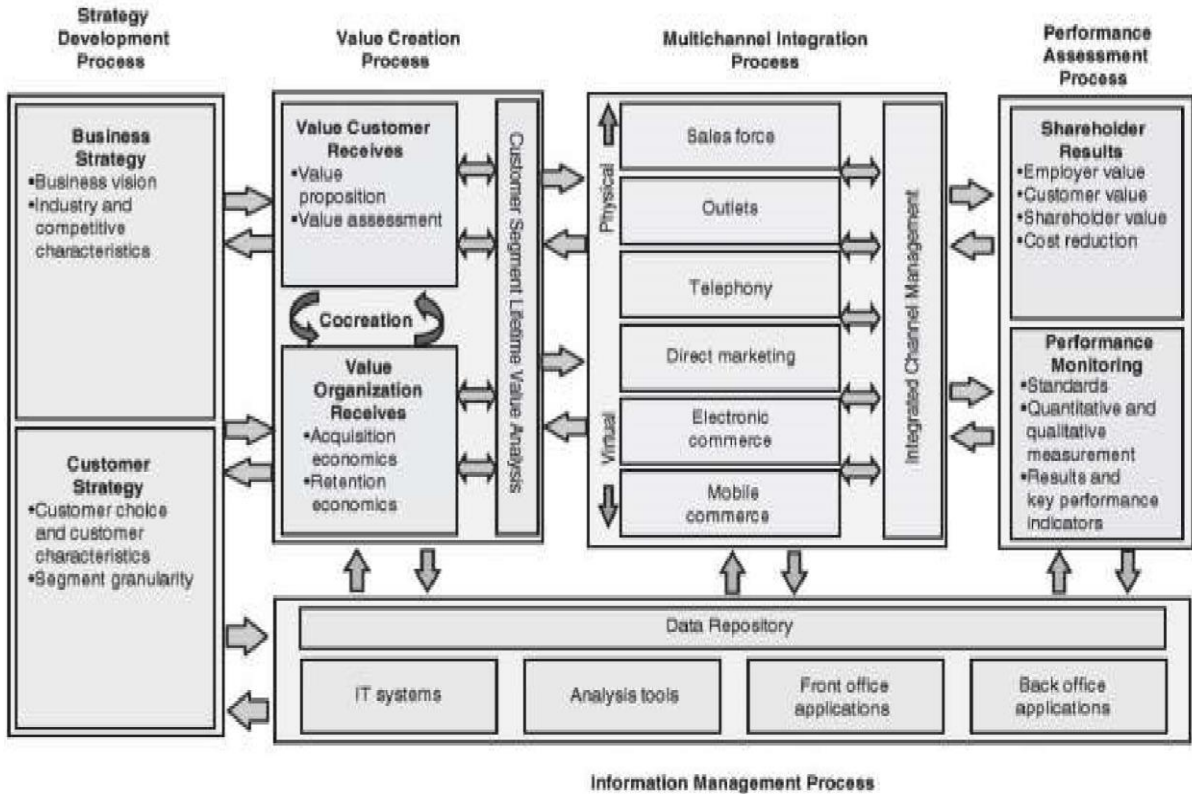 Strategy
Development
Process
Value Creation
Process
Multichannel Integration
Process
Performance
Assessment
Process
Business
Strategy
•Business vision
•Industry and
competitive
characteristics
Customer
Strategy
•Customer choice
and customer
characteristics
•Segment granularity
Value Customer
Receives
•Value
proposition
•Value assessment
Cocreation
Value
Organization
Receives
•Acquisition
economics
•Retention
economics
Customer Segment Lifetime Value Analysis
Physical
Virtual
Sales force
Outlets
Telephony
Direct marketing
Electronic
commerce
Mobile
commerce
Integrated Channel Management
Shareholder
Results
•Employer value
•Customer value
•Shareholder value
•Cost reduction
Performance
Monitoring
•Standards
•Quantitative and
qualitative
measurement
•Results and
key performance
indicators
Data Repository
IT systems
Analysis tools
Front office
applications
Back office
applications
Information Management Process